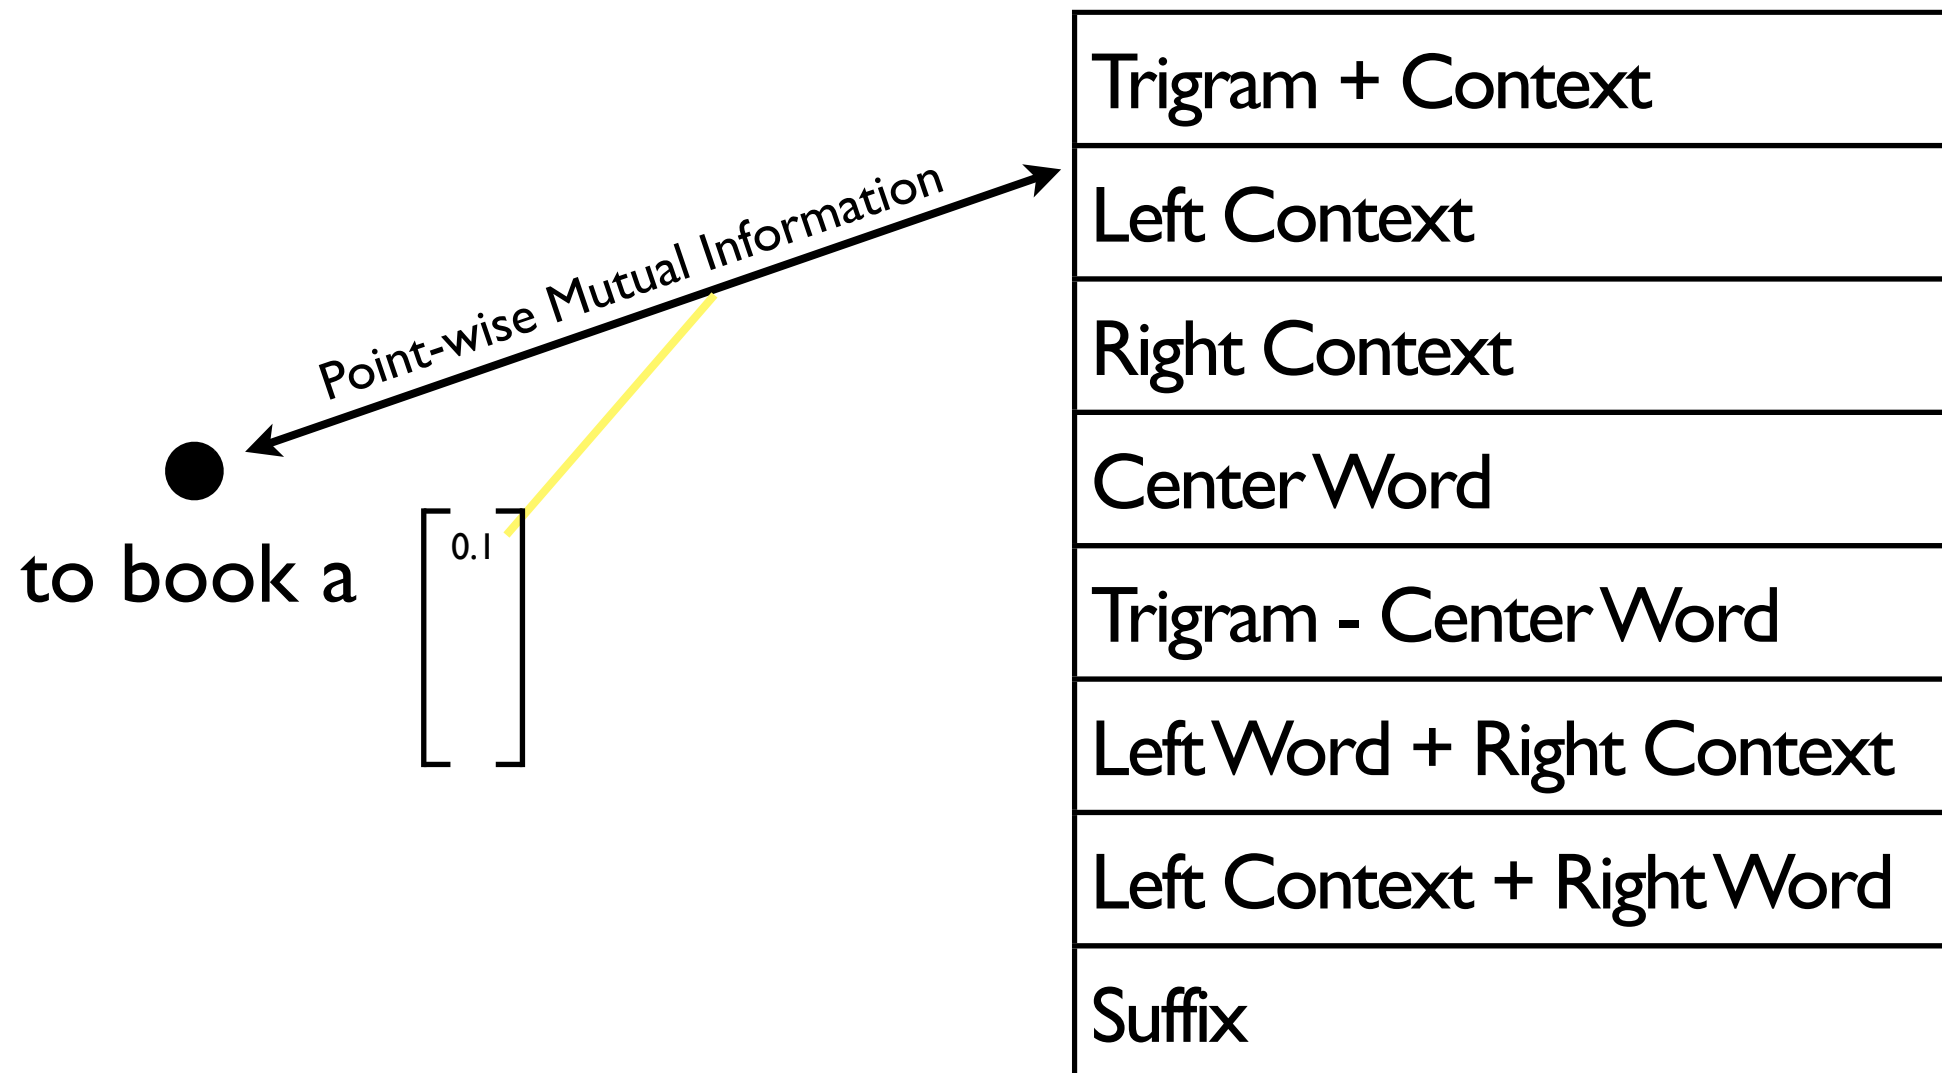 Trigram + Context
Left Context
Point-wise Mutual Information
Right Context
Center Word
0.1
to book a
Trigram - Center Word
Left Word + Right Context
Left Context + Right Word
Suffix